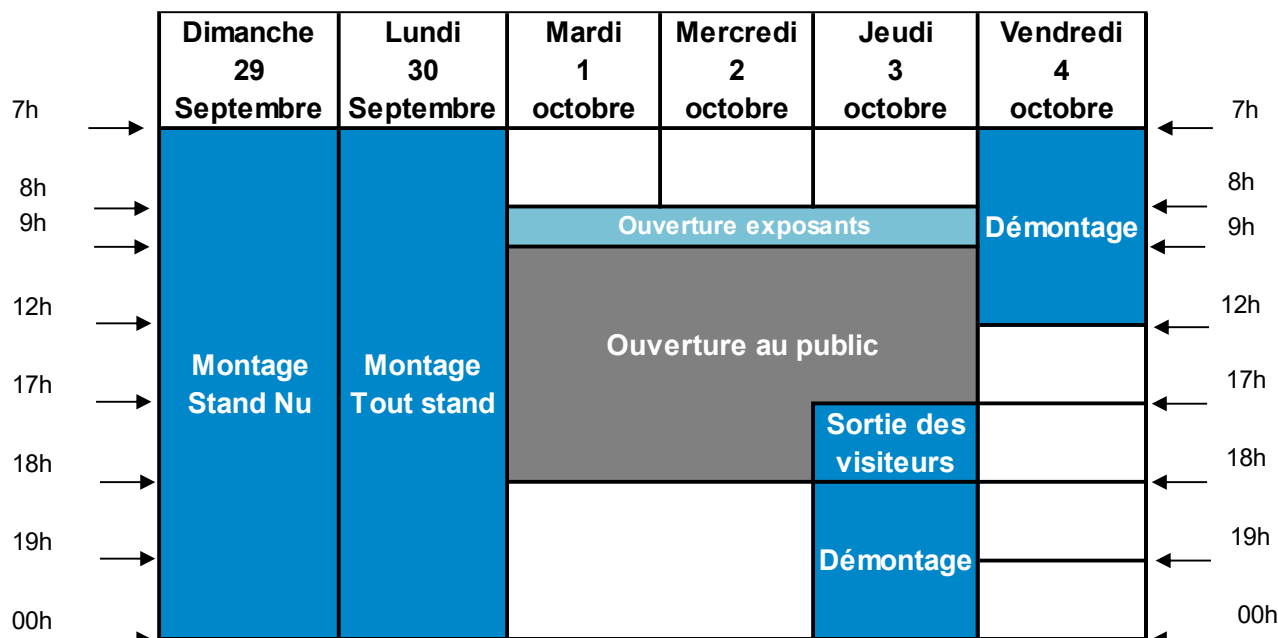 Dimanche
29
Septembre
Lundi
30
Septembre
Mardi
1
octobre
Mercredi
2
octobre
Jeudi
3
octobre
Vendredi
4
octobre
7h
7h
8h
8h
Ouverture exposants
Démontage
9h
9h
12h
12h
Ouverture au public
Montage
Stand Nu
Montage
Tout stand
17h
17h
Sortie des
visiteurs
18h
18h
19h
19h
Démontage
00h
00h